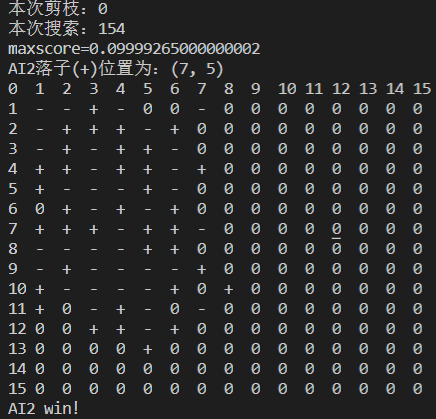 本次剪枝：0
本次搜索：154
maxscore=0.09999265000000002
AI2落子(+)位置为：(7, 5)
0 1 2 3 4 5 6 7 8 9 10 11 12 13 14 15
1 - - + - 0 0 - 0 0 0 0 0 0 0 0
2 - + + + - + 0 0 0 0 0 0 0 0 0
3 - + - + + - 0 0 0 0 0 0 0 0 0
4 + + - + + - + 0 0 0 0 0 0 0 0
5 + - - - + - 0 0 0 0 0 0 0 0 0
6 0 + - + - + 0 0 0 0 0 0 0 0 0
7 + + + - + + - 0 0 0 0 0 0 0 0
8 - - - - + + 0 0 0 0 0 0 0 0 0
9 - + - - - - + 0 0 0 0 0 0 0 0
10 + - - - - + 0 + 0 0 0 0 0 0 0
11 + 0 - + - 0 - 0 0 0 0 0 0 0 0
12 0 0 + + - + 0 0 0 0 0 0 0 0 0
13 0 0 0 0 + 0 0 0 0 0 0 0 0 0 0
14 0 0 0 0 0 0 0 0 0 0 0 0 0 0 0
15 0 0 0 0 0 0 0 0 0 0 0 0 0 0 0
AI2 win!